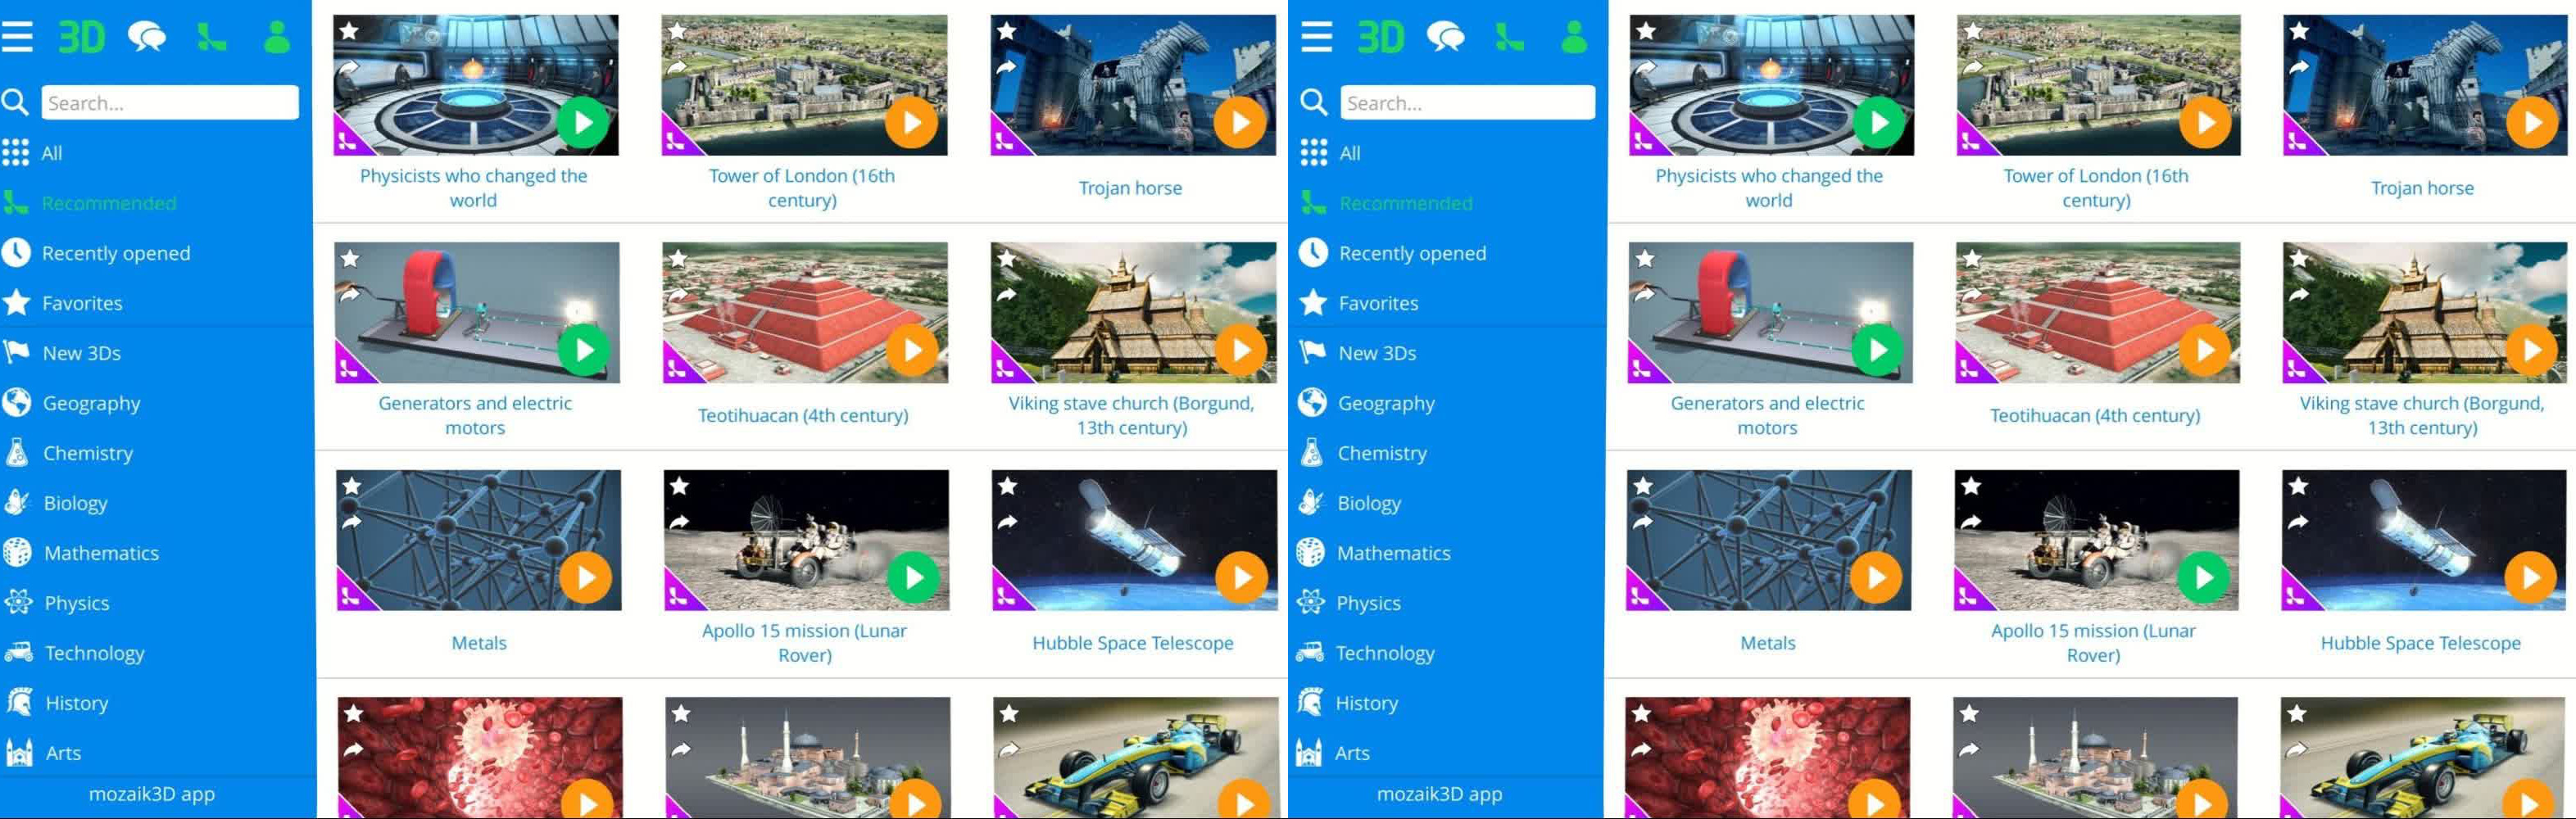 3D
Search...
All
Recommended
Recently opened
Favorites
New 3Ds
Geography
Chemistry
Biology
Mathematics
Physics
Technology
History
Arts
mozaik3D app
Physicists who changed the
world
Tower of London (16th
century)
Trojan horse
Generators and electric
motors
Teotihuacan (4th century)
Viking stave church (Borgund,
13th century)
Metals
Apollo 15 mission (Lunar
Rover)
Hubble Space Telescope
3D
Search...
All
Recommended
Recently opened
Favorites
New 3Ds
Geography
Chemistry
Biology
Mathematics
Physics
Technology
History
Arts
mozaik3D app
Physicists who changed the
world
Tower of London (16th
century)
Trojan horse
Generators and electric
motors
Teotihuacan (4th century)
Viking stave church (Borgund,
13th century)
Metals
Apollo 15 mission (Lunar
Rover)
Hubble Space Telescope